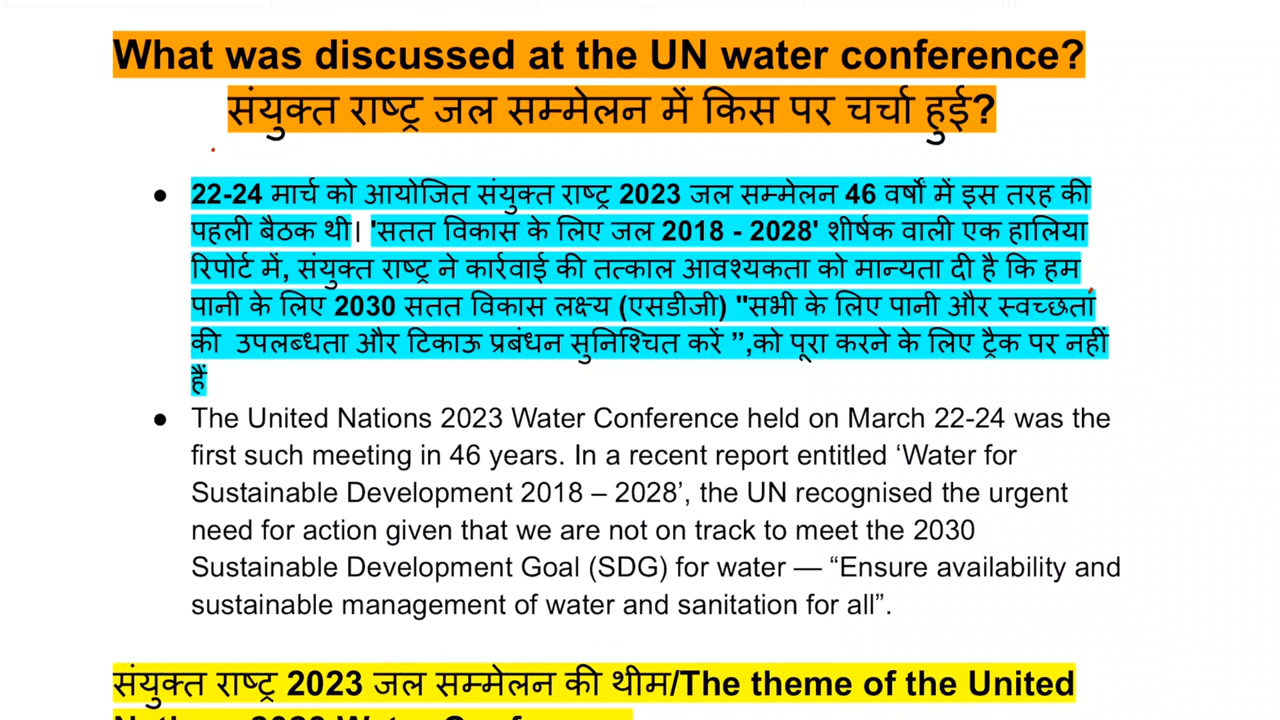 What was discussed at the UN water conference?
संयुक्त राष्ट्र जल सम्मेलन में किस पर चर्चा हुई?
● 22-24 मार्च को आयोजित संयुक्त राष्ट्र 2023 जल सम्मेलन 46 वर्षों में इस तरह की
पहली बैठक थी। 'सतत विकास के लिए जल 2018 - 2028' शीर्षक वाली एक हालिया
रिपोर्ट में, संयुक्त राष्ट्र ने कार्रवाई की तत्काल आवश्यकता को मान्यता दी है कि हम
पानी के लिए 2030 सतत विकास लक्ष्य (एसडीजी) "सभी के लिए पानी और स्वच्छता
की उपलब्धता और टिकाऊ प्रबंधन सुनिश्चित करें ”,को पूरा करने के लिए ट्रैक पर नहीं
हैं
● The United Nations 2023 Water Conference held on March 22-24 was the
first such meeting in 46 years. In a recent report entitled ‘Water for
Sustainable Development 2018 – 2028’, the UN recognised the urgent
need for action given that we are not on track to meet the 2030
Sustainable Development Goal (SDG) for water — “Ensure availability and
sustainable management of water and sanitation for all”.
संयुक्त राष्ट्र 2023 जल सम्मेलन की थीम/The theme of the United
Nations 2023 Water Conference